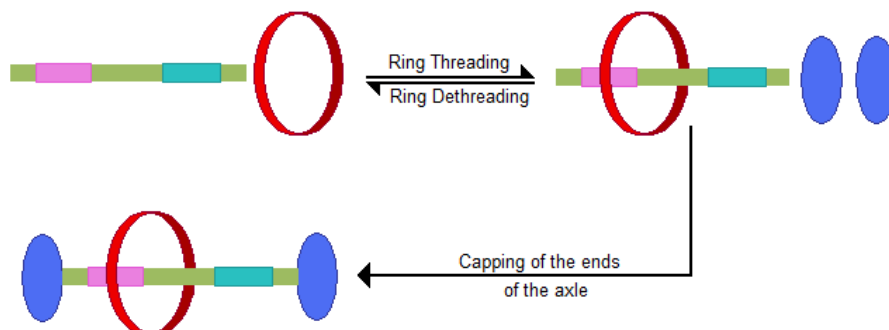 Ring Threading
Ring Dethreading
Capping of the ends
of the axle